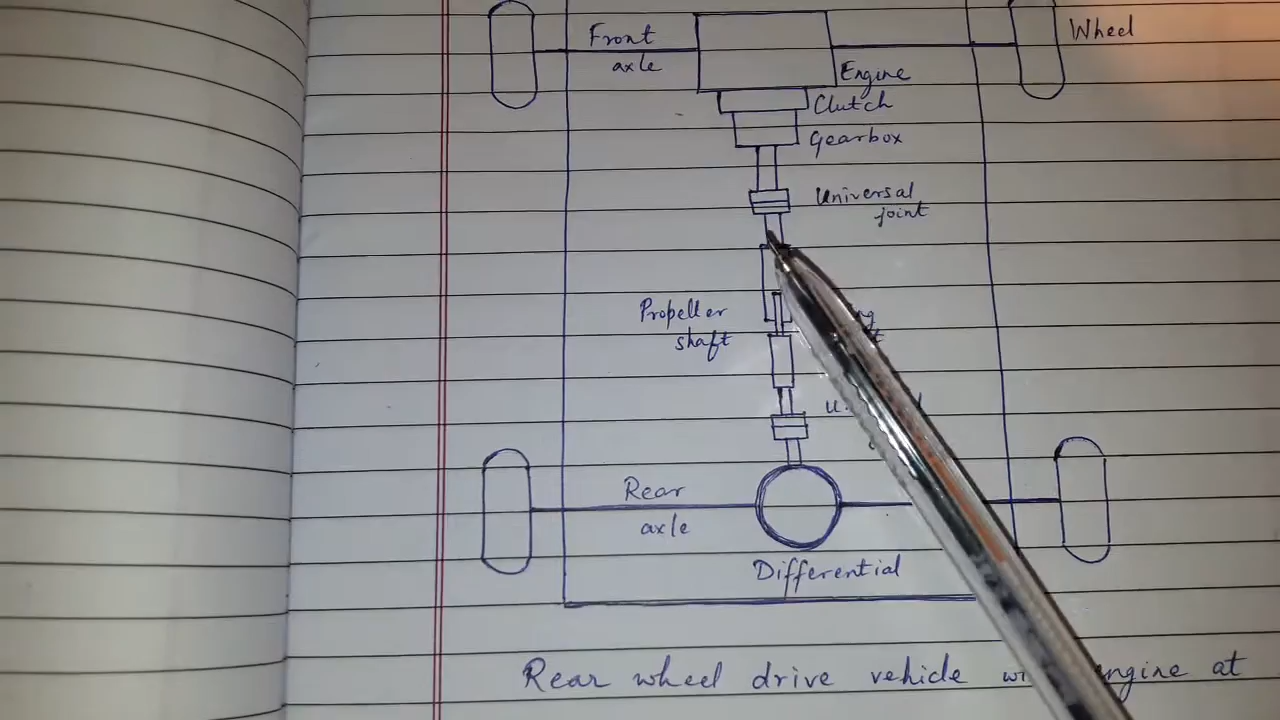 Front
axle
Wheel
Engine
Clutch
Gearbox
Universal
joint
Propeller
shaft
Rear
axle
Differential
Rear wheel drive vehicle engine at